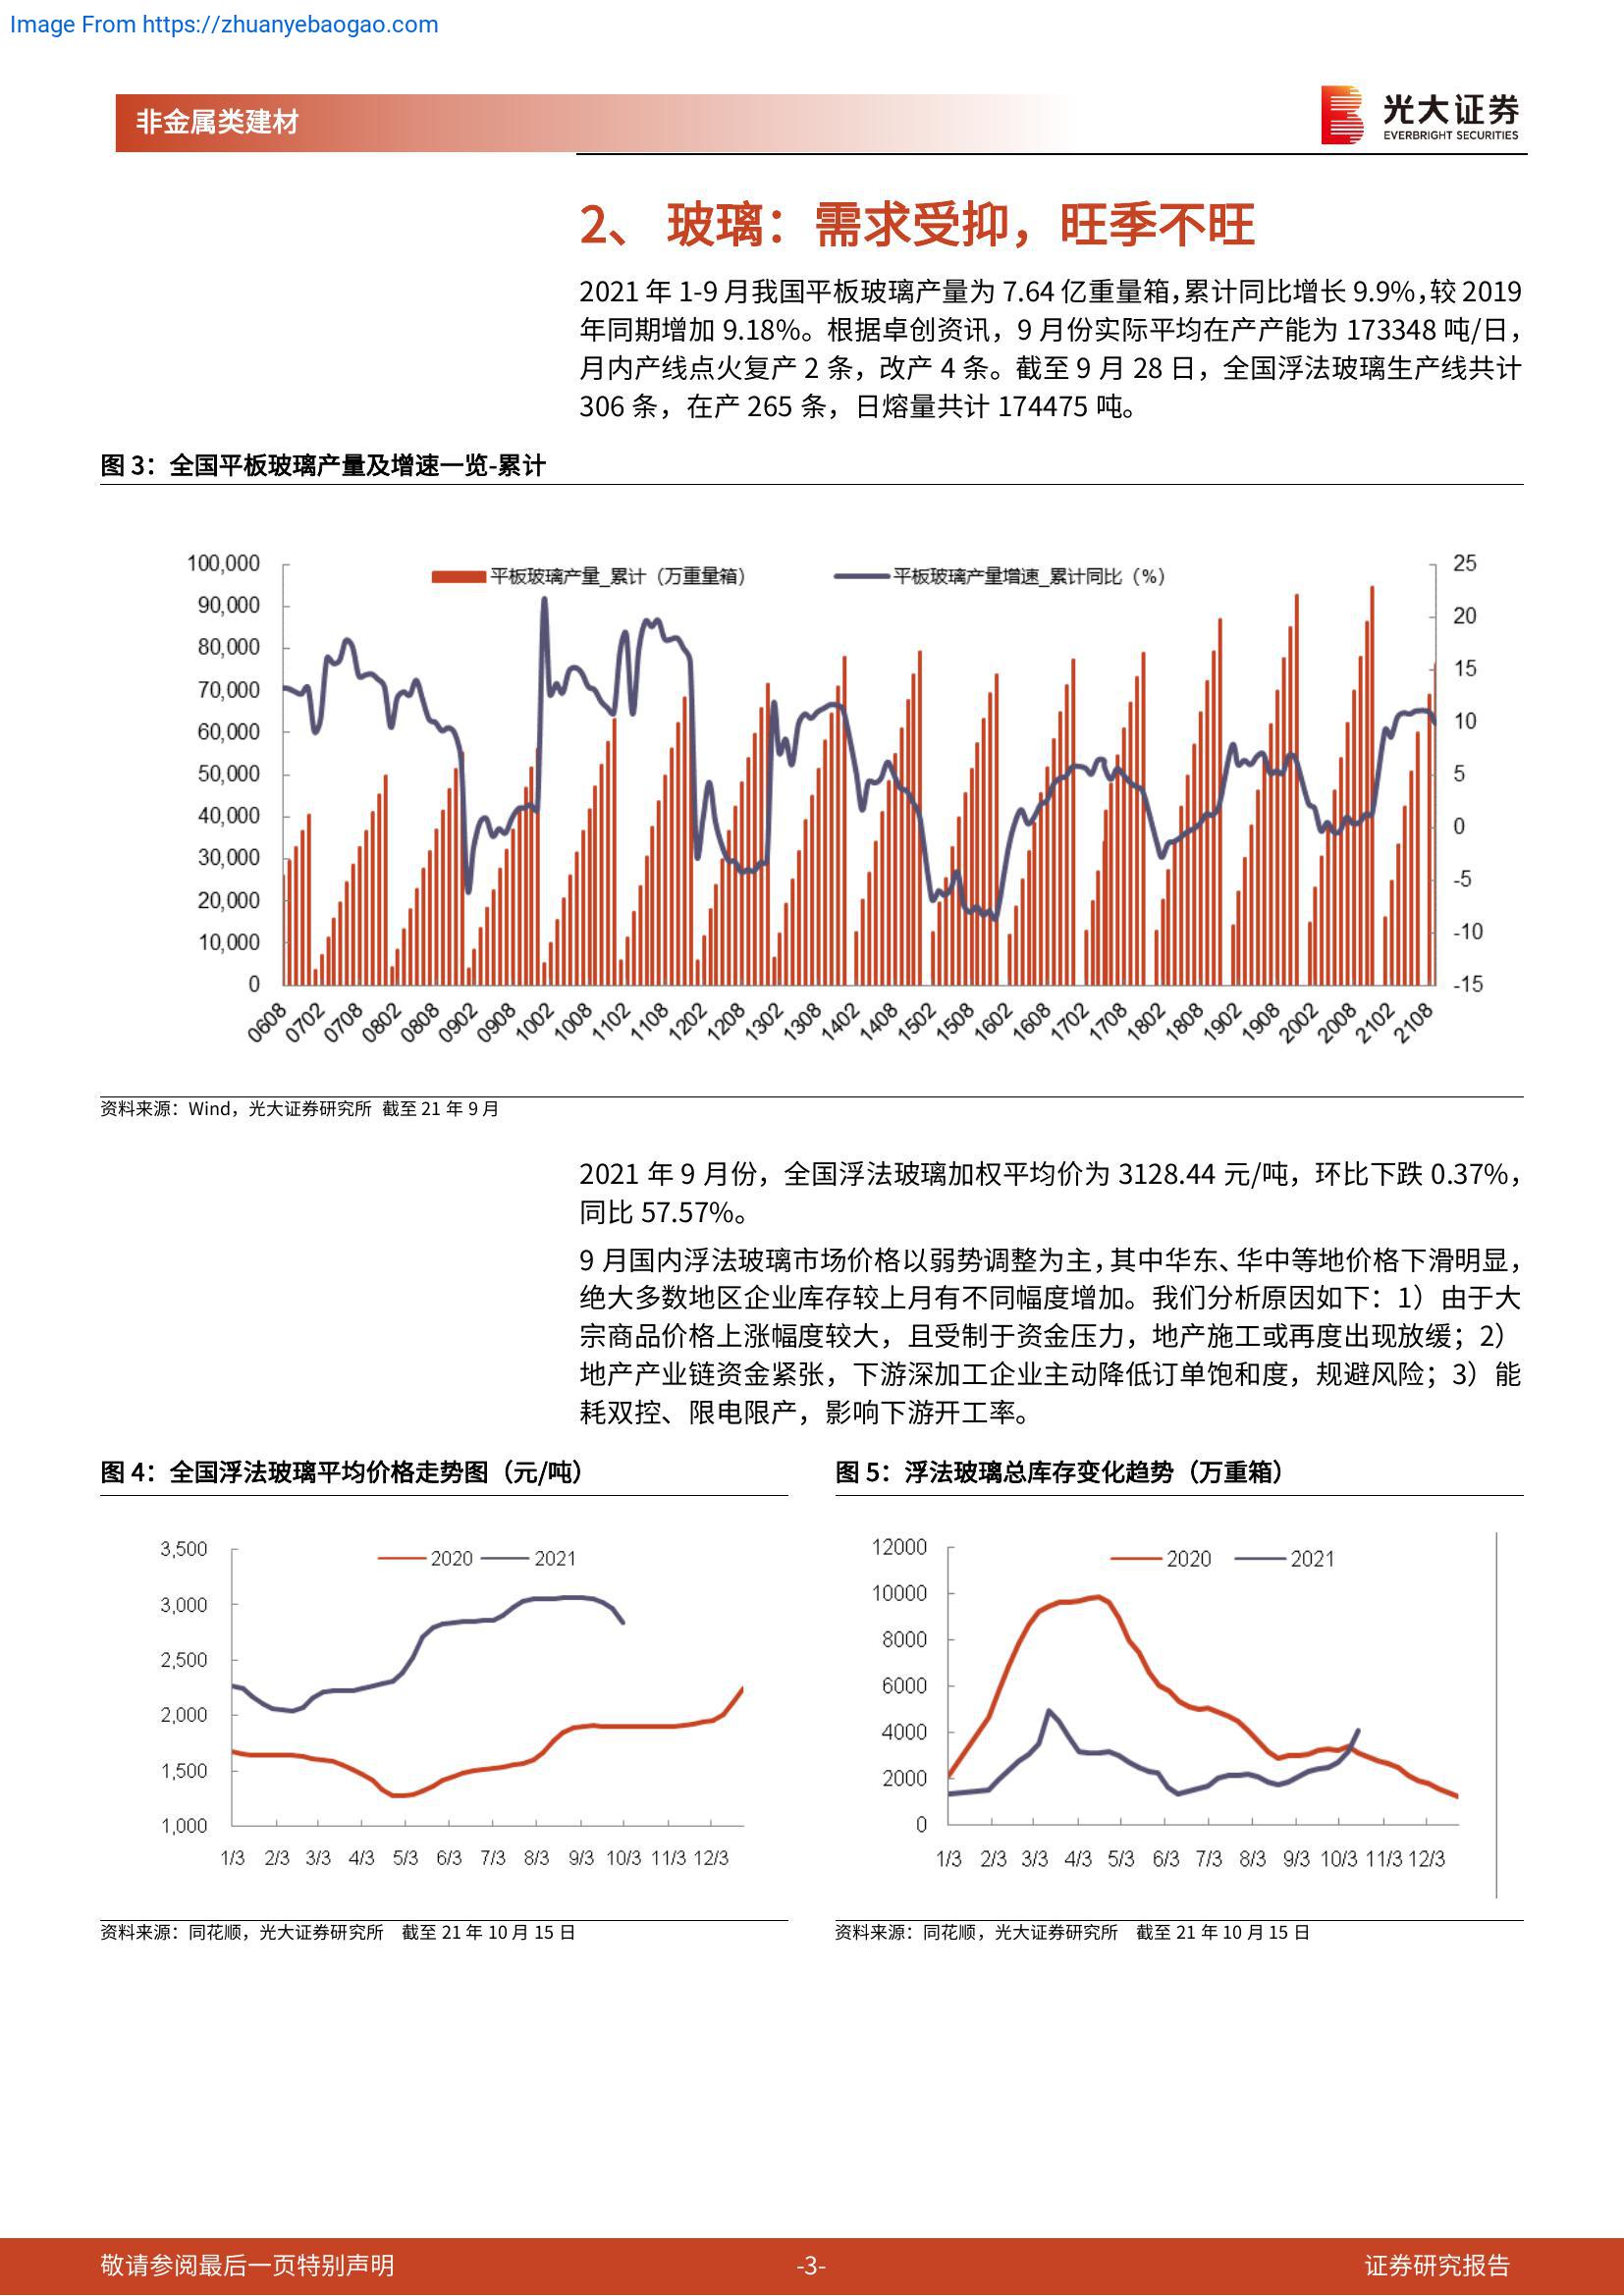 Image From https://zhuanyebaogao.com
非金属类建材
光大证券
EVERBRIGHT SECURITIES
2、 玻璃：需求受抑，旺季不旺
2021 年 1-9 月我国平板玻璃产量为 7.64 亿重量箱，累计同比增长 9.9%，较 2019
年同期增加 9.18%。根据卓创资讯，9 月份实际平均在产产能为 173348 吨/日，
月内产线点火复产 2 条，改产 4 条。截至 9 月 28 日，全国浮法玻璃生产线共计
306 条，在产 265 条，日熔量共计 174475 吨。
图 3：全国平板玻璃产量及增速一览-累计
平板玻璃产量_累计（万重量箱） 平板玻璃产量增速_累计同比（%）
100,000 25
90,000
20
80,000
15
70,000
10
60,000
50,000 5
40,000 0
30,000
-5
20,000
-10
10,000
0 -15
0608 0702 0708 0802 0808 0902 0908 1002 1008 1102 1108 1202 1208 1302 1308 1402 1408 1502 1508 1602 1608 1702 1708 1802 1808 1902 1908 2002 2008 2102 2108
资料来源：Wind，光大证券研究所 截至 21 年 9 月
2021 年 9 月份，全国浮法玻璃加权平均价为 3128.44 元/吨，环比下跌 0.37%，
同比 57.57%。
9 月国内浮法玻璃市场价格以弱势调整为主，其中华东、华中等地价格下滑明显，
绝大多数地区企业库存较上月有不同幅度增加。我们分析原因如下：1）由于大
宗商品价格上涨幅度较大，且受制于资金压力，地产施工或再度出现放缓；2）
地产产业链资金紧张，下游深加工企业主动降低订单饱和度，规避风险；3）能
耗双控、限电限产，影响下游开工率。
图 4：全国浮法玻璃平均价格走势图（元/吨）
2020 2021
3,500
3,000
2,500
2,000
1,500
1,000
1/3 2/3 3/3 4/3 5/3 6/3 7/3 8/3 9/3 10/3 11/3 12/3
资料来源：同花顺，光大证券研究所 截至 21 年 10 月 15 日
图 5：浮法玻璃总库存变化趋势（万重箱）
2020 2021
12000
10000
8000
6000
4000
2000
0
1/3 2/3 3/3 4/3 5/3 6/3 7/3 8/3 9/3 10/3 11/3 12/3
资料来源：同花顺，光大证券研究所 截至 21 年 10 月 15 日
敬请参阅最后一页特别声明
-3-
证券研究报告